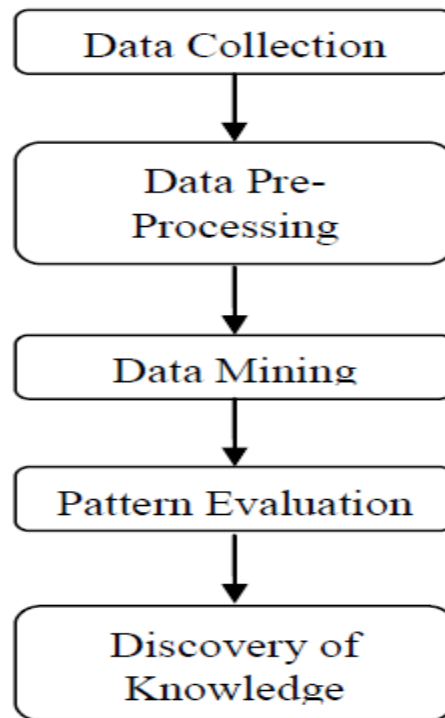 Data Collection
Data Pre-
Processing
Data Mining
Pattern Evaluation
Discovery of
Knowledge